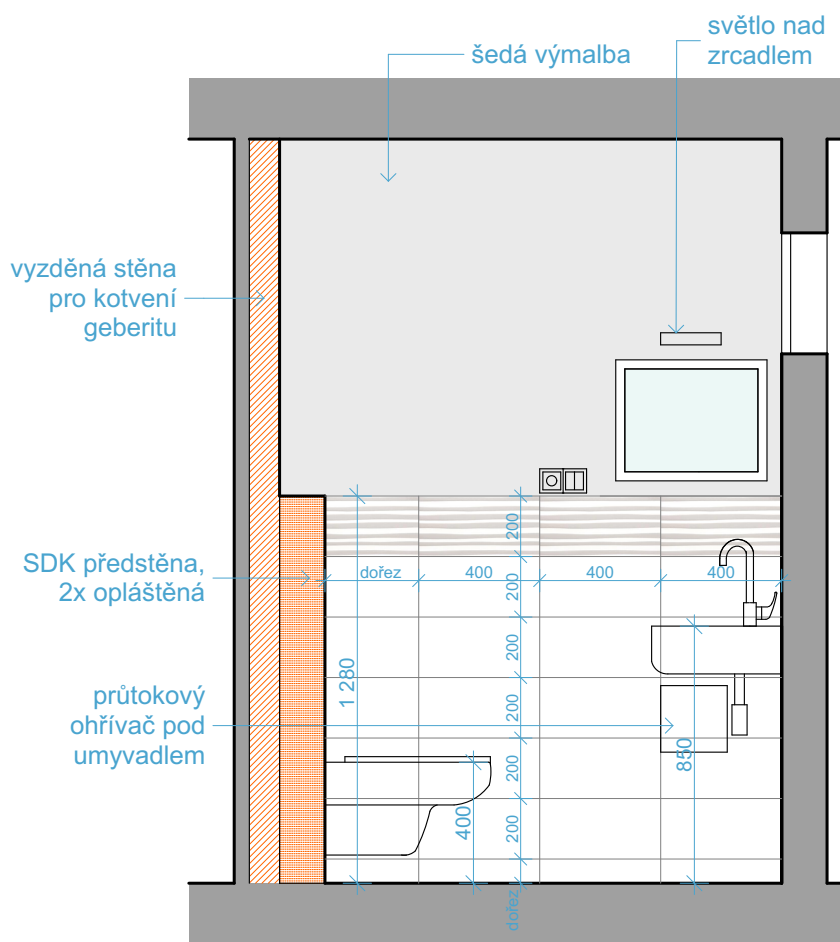 světlo nad
zrcadlem
šedá výmalba
vyzděná stěna
pro kotvení
geberitu
200
SDK předstěna,
2x opláštěná
dořez
400
400
400
200
200
1 280
200
průtokový
ohřívač pod
umyvadlem
850
200
400
200
dořez